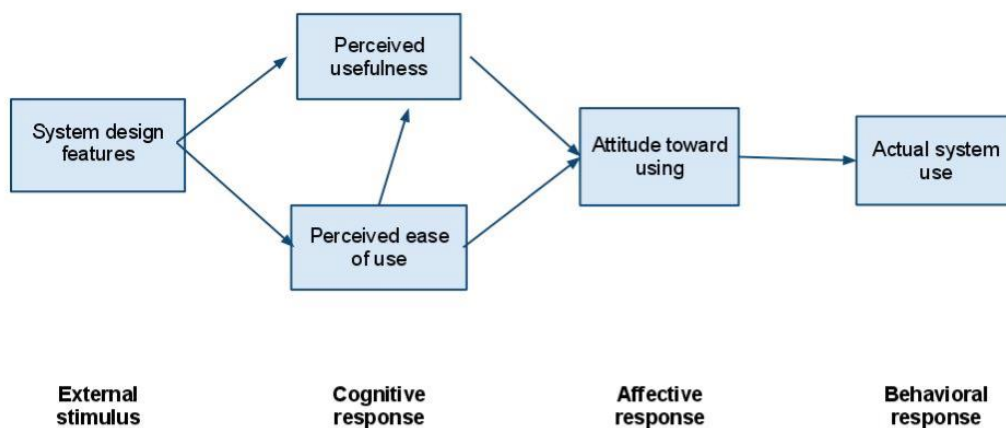 Perceived
usefulness
System design
features
Attitude toward
using
Actual system
use
Perceived ease
of use
External
stimulus
Cognitive
response
Affective
response
Behavioral
response